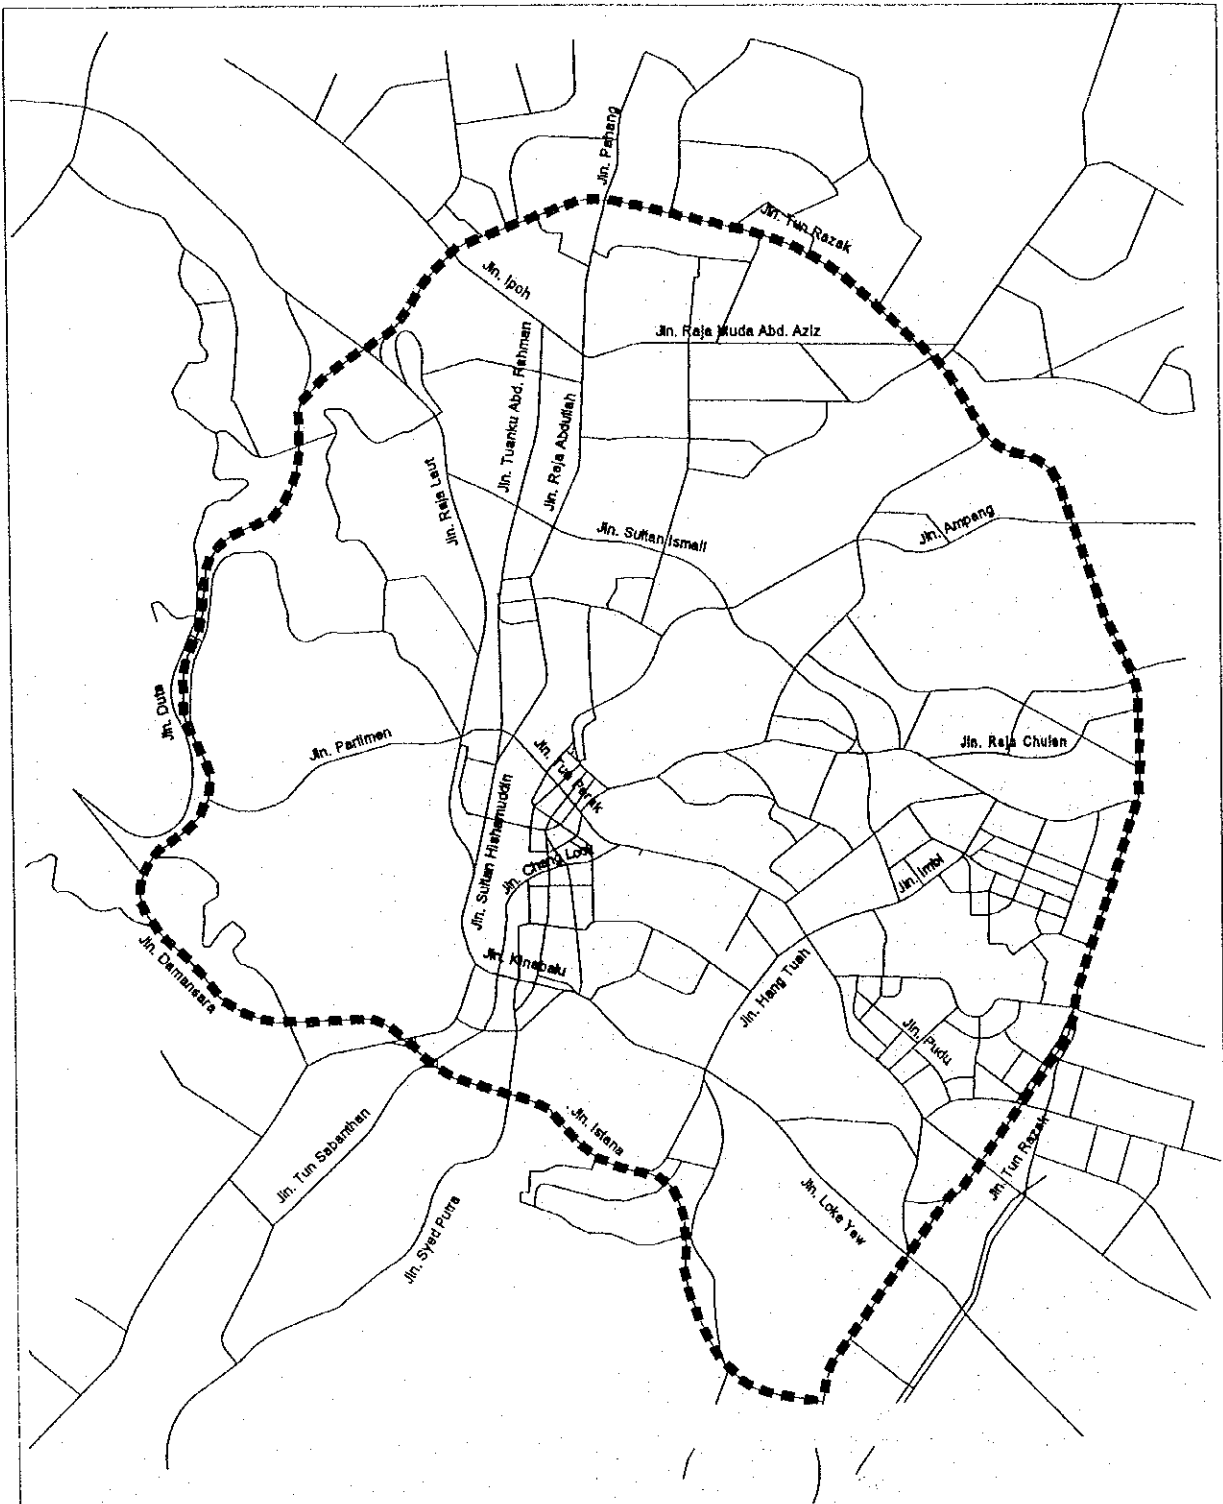 Jln. Pahang
Jln. Tun Razak
Jln. Ipoh
Jln. Raja Muda Abd. Aziz
Jln. Tuanku Abd. Rahman
Jln. Raja Abdullah
Jln. Raja Laut
Jln. Sultan Ismail
Jln. Ampang
Jln. Duta
Jln. Parlimen
Jln. Tun Perak
Jln. Raja Chulan
Jln. Sultan Hishamuddin
Jln. Cheng Lock
Jln. Imbi
Jln. Damansara
Jln. Kinabalu
Jln. Hang Tuah
Jln. Pudu
Jln. Istana
Jln. Tun Sambanthan
Jln. Tun Razak
Jln. Syed Putra
Jln. Loke Yew